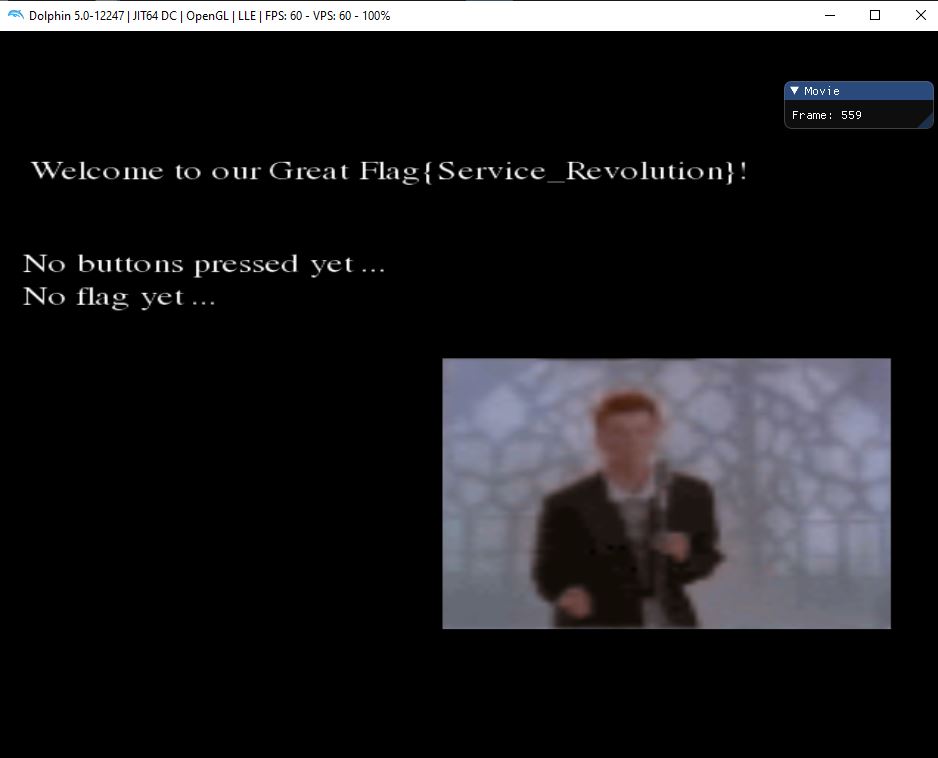 Dolphin 5.0-12247 | JIT64 DC | OpenGL | LLE | FPS: 60 - VPS: 60 - 100%
Movie
Frame: 559
Welcome to our Great Flag{Service_Revolution}!
No buttons pressed yet ...
No flag yet ...